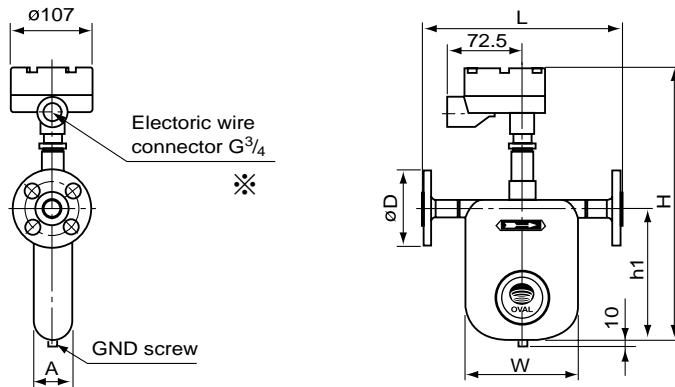 ø107
Electoric wire
connector G3/4
※
GND screw
A
L
72.5
øD
H
h1
10
OVAL
W